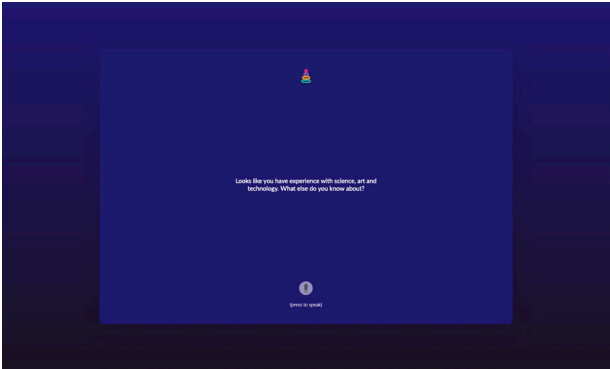 Looks like you have experience with science, art and
technology. What else do you know about?
(press to speak)